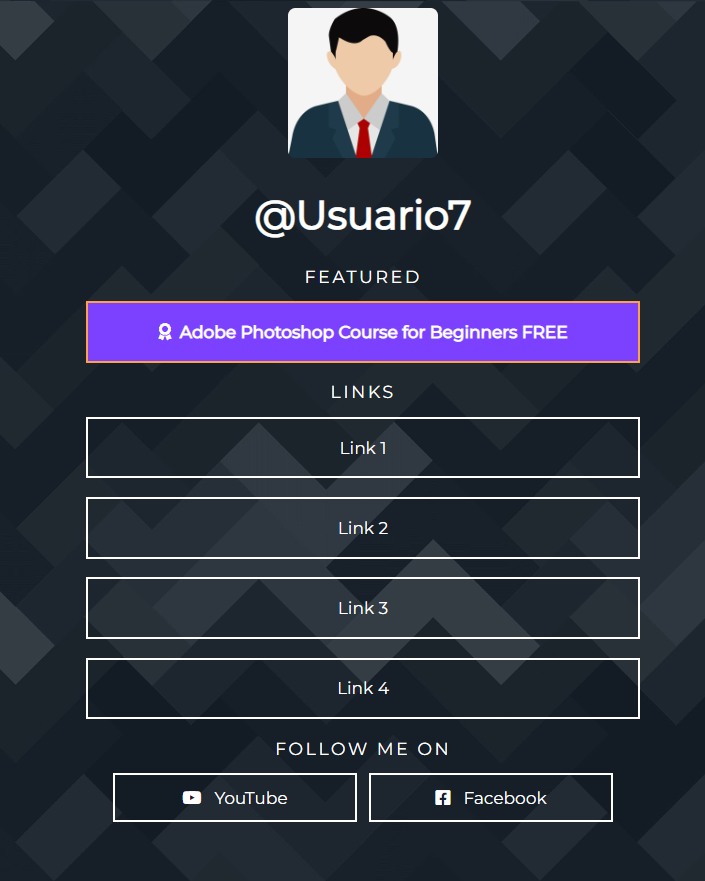 @Usuario7
FEATURED
Adobe Photoshop Course for Beginners FREE
LINKS
Link 1
Link 2
Link 3
Link 4
FOLLOW ME ON
YouTube
Facebook